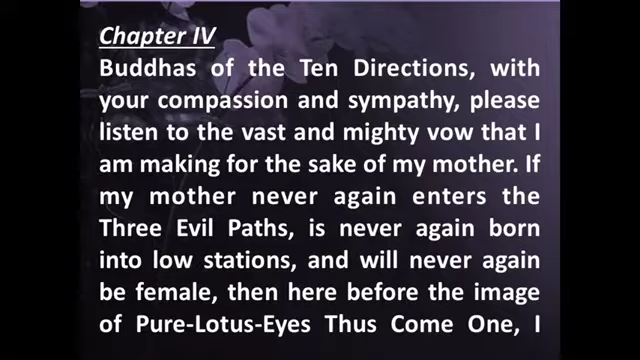 Chapter IV
Buddhas of the Ten Directions, with
your compassion and sympathy, please
listen to the vast and mighty vow that I
am making for the sake of my mother. If
my mother never again enters the
Three Evil Paths, is never again born
into low stations, and will never again
be female, then here before the image
of Pure-Lotus-Eyes Thus Come One, I